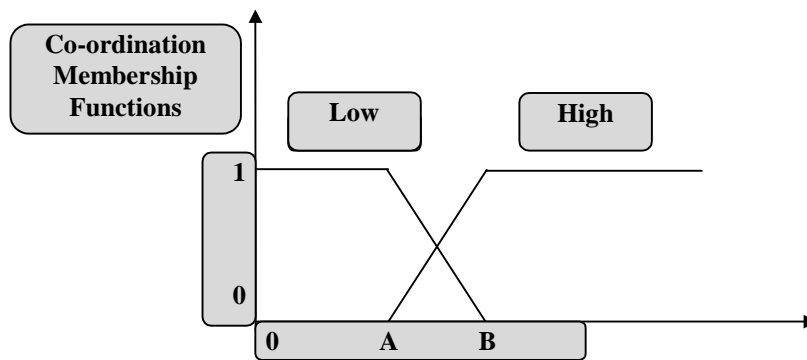 Co-ordination
Membership
Functions
Low
High
1
0
0 A B